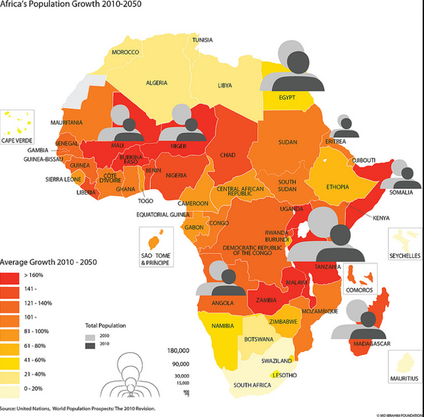 Africa's Population Growth 2010-2050
TUNISIA
MOROCCO
ALGERIA
LIBYA
EGYPT
CAPE VERDE
MAURITANIA
MALI
NIGER
ERITREA
SENEGAL
CHAD
SUDAN
DJIBOUTI
GAMBIA
BURKINA
FASO
GUINEA-BISSAU
GUINEA
BENIN
NIGERIA
SOMALIA
SIERRA LEONE
CÔTE
D'IVOIRE
GHANA
SOUTH
SUDAN
ETHIOPIA
LIBERIA
CENTRAL AFRICAN
REPUBLIC
TOGO
CAMEROON
EQUATORIAL GUINEA
UGANDA
KENYA
GABON
CONGO
RWANDA
BURUNDI
DEMOCRATIC REPUBLIC
OF THE CONGO
SAO TOME
& PRÍNCIPE
SEYCHELLES
TANZANIA
COMOROS
Average Growth 2010 - 2050
> 160%
141 -
121 - 140%
101 -
81 - 100%
61 - 80%
41 - 60%
21 - 40%
0 - 20%
ANGOLA
MALAWI
ZAMBIA
MOZAMBIQUE
ZIMBABWE
MADAGASCAR
NAMIBIA
BOTSWANA
SWAZILAND
LESOTHO
SOUTH AFRICA
MAURITIUS
Total Population
2050
2010
180,000
90,000
30,000
15,000
Source: United Nations, World Population Prospects: The 2010 Revision.
© MO IBRAHIM FOUNDATION